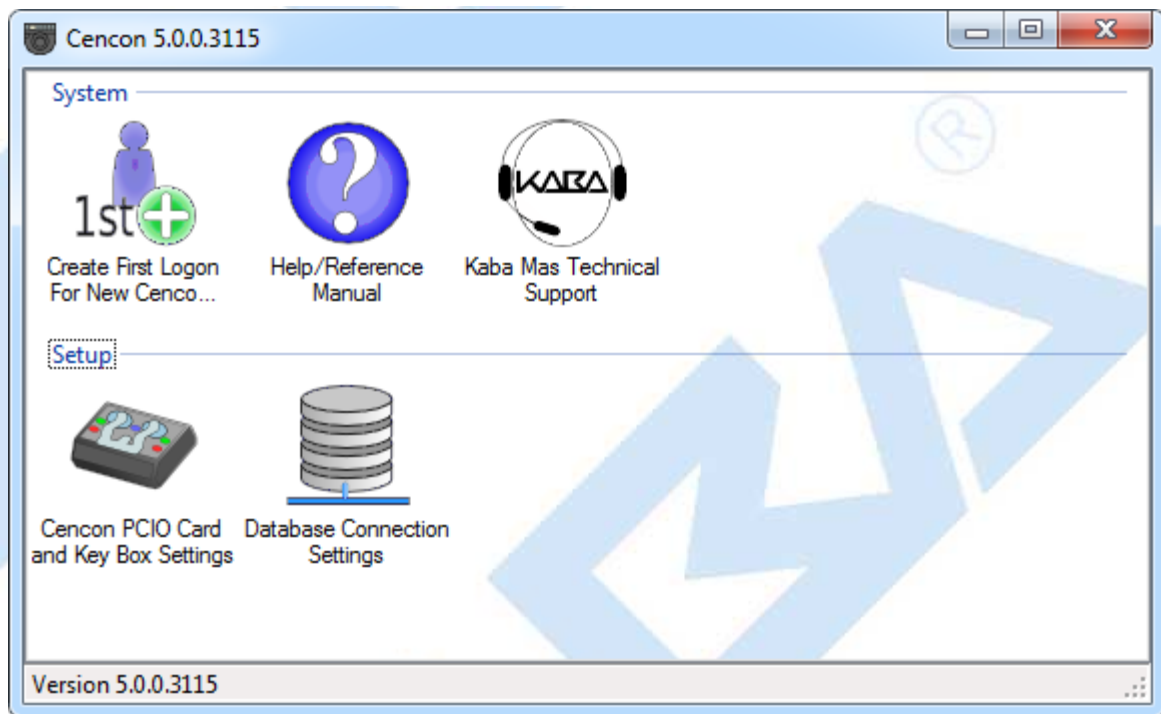 Cencon 5.0.0.3115
System
1st
Create First Logon
For New Cenco...
Help/Reference
Manual
KABA
Kaba Mas Technical
Support
®
Setup
Cencon PCIO Card
and Key Box Settings
Database Connection
Settings
Version 5.0.0.3115